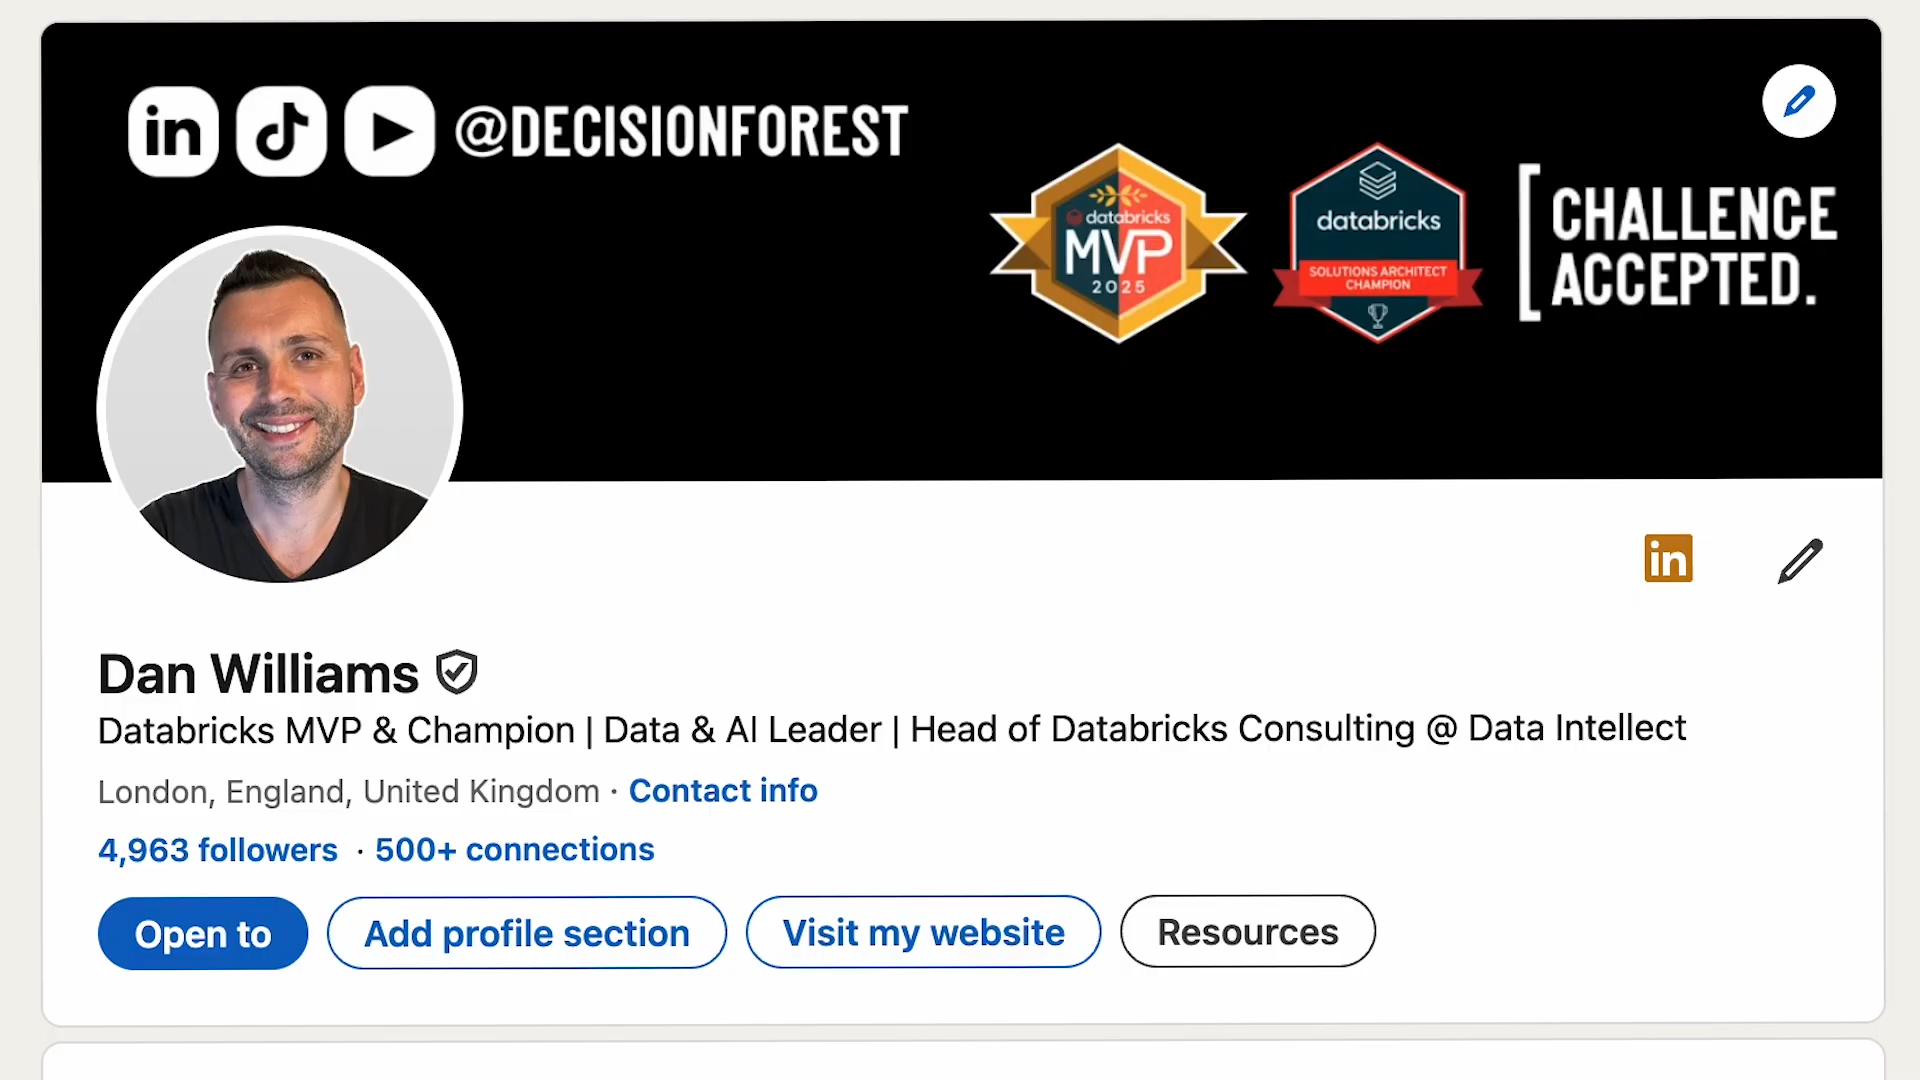 in @DECISIONFOREST
databricks
MVP
2025
databricks
SOLUTIONS ARCHITECT
CHAMPION
CHALLENGE
ACCEPTED.
in
Dan Williams
Databricks MVP & Champion | Data & AI Leader | Head of Databricks Consulting @ Data Intellect
London, England, United Kingdom · Contact info
4,963 followers · 500+ connections
Open to Add profile section Visit my website Resources